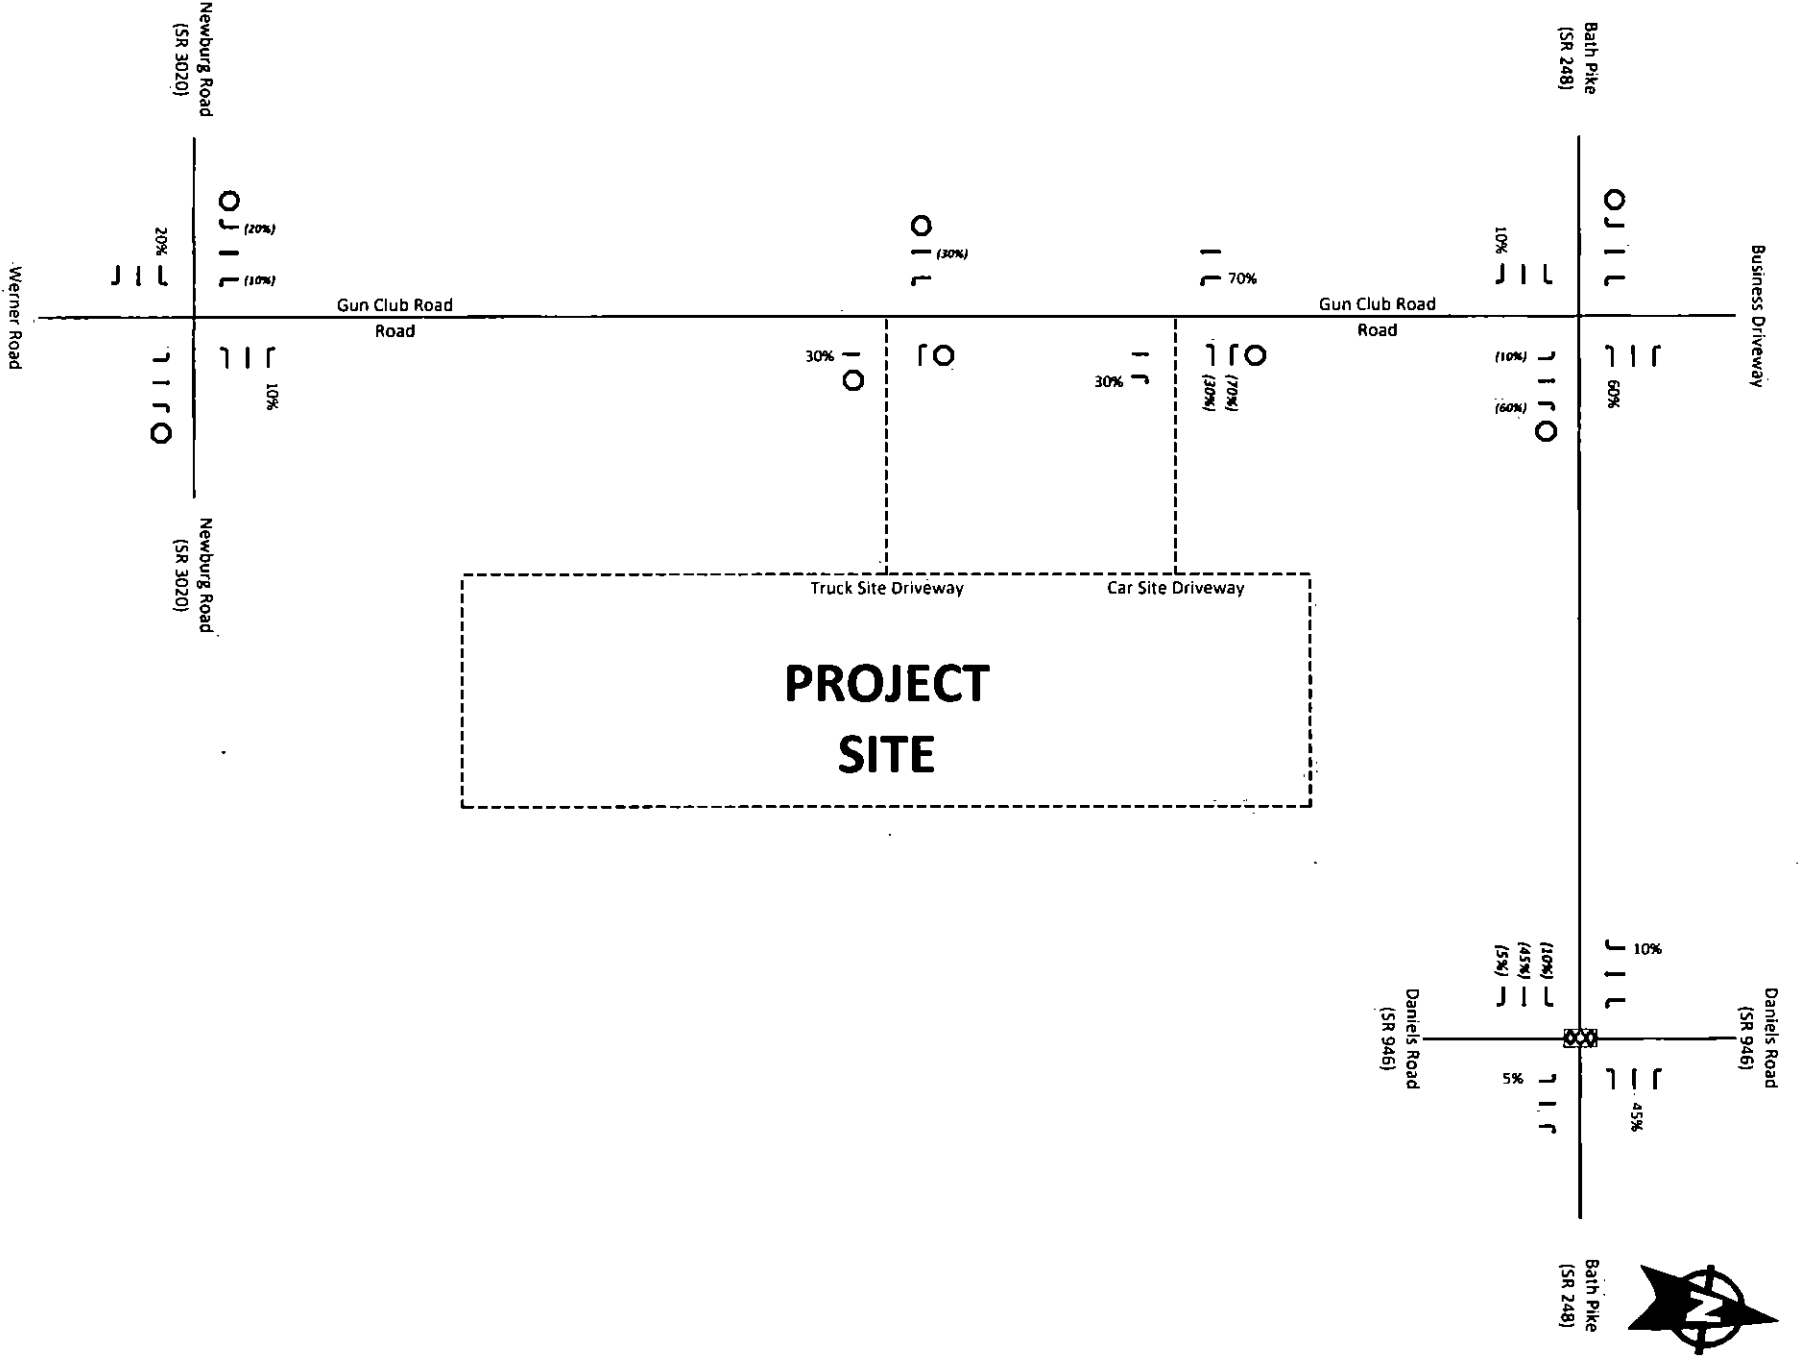 Newburg Road
(SR 3020)
Bath Pike
(SR 248)
20%
(20%)
(10%)
(30%)
70%
10%
Werner Road
Gun Club Road
Road
Gun Club Road
Road
Business Driveway
10%
30%
30%
(30%)
(70%)
(10%)
(60%)
60%
Newburg Road
(SR 3020)
Truck Site Driveway
Car Site Driveway
PROJECT
SITE
(5%)
(45%)
(10%)
10%
Daniels Road
(SR 946)
Daniels Road
(SR 946)
5%
45%
Bath Pike
(SR 248)
N